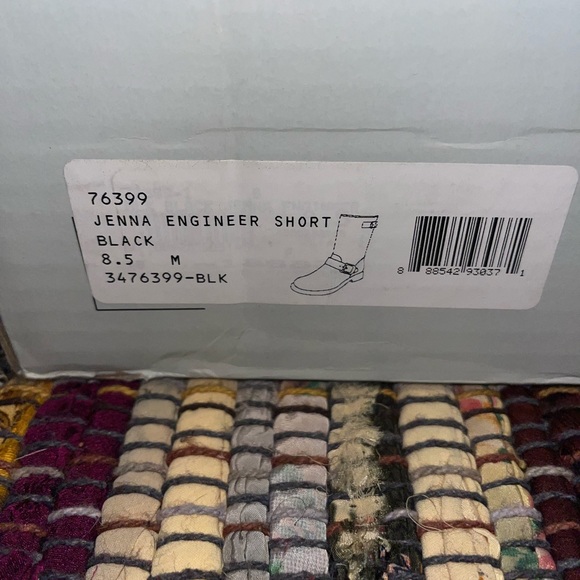 76399
JENNA ENGINEER SHORT
BLACK
8.5 M
3476399-BLK
8 88542 93037 1